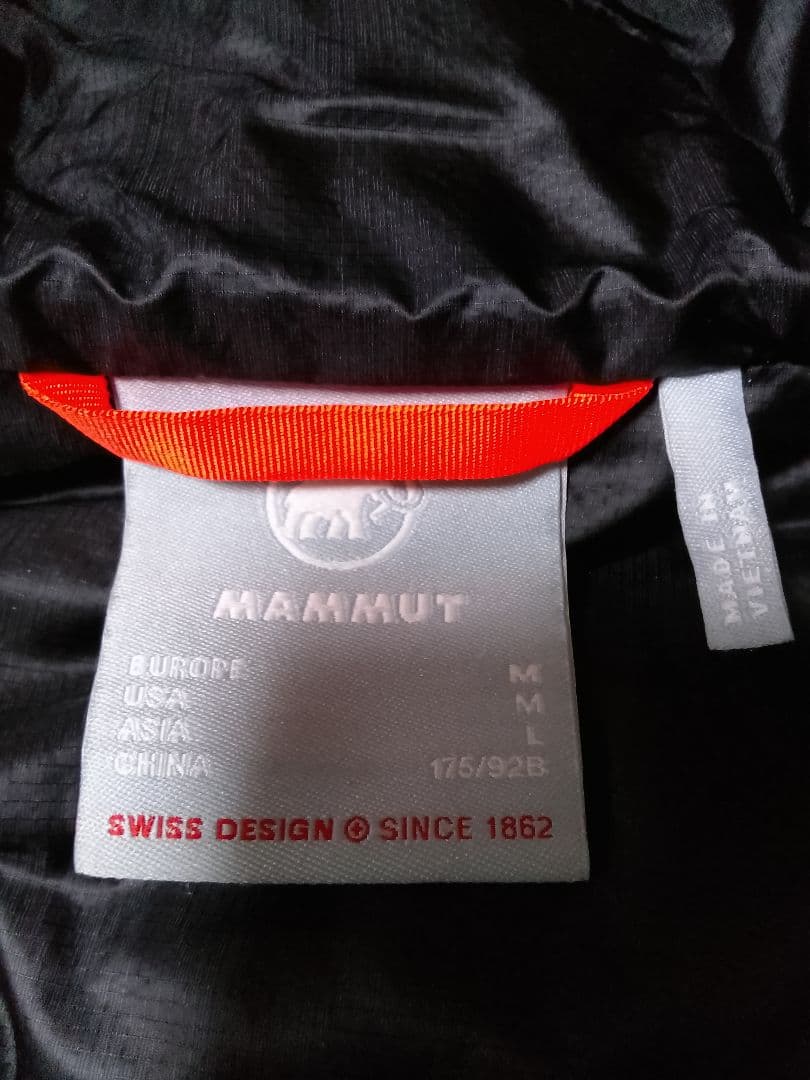 MAMMUT
EUROPE M
USA M
ASIA L
CHINA 175/92B
SWISS DESIGN SINCE 1862
MADE IN
VIETNAM